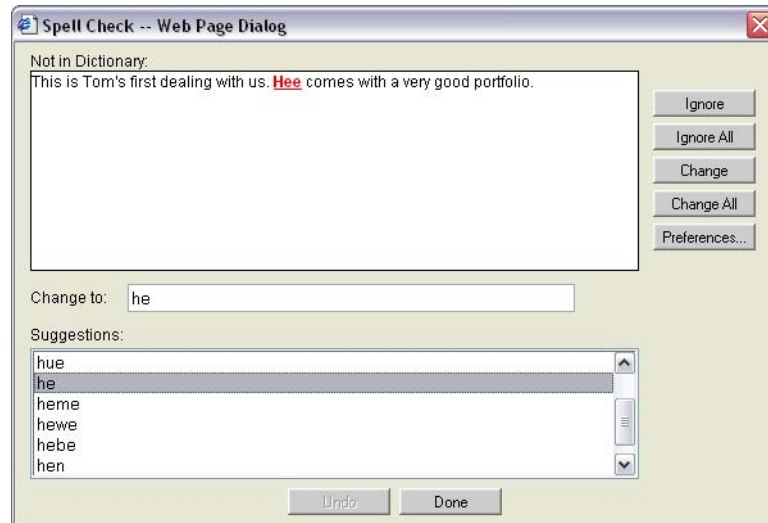 Spell Check -- Web Page Dialog
Not in Dictionary:
This is Tom's first dealing with us. Hee comes with a very good portfolio.
Ignore
Ignore All
Change
Change All
Preferences...
Change to: he
Suggestions:
hue
he
heme
hewe
hebe
hen
Undo Done